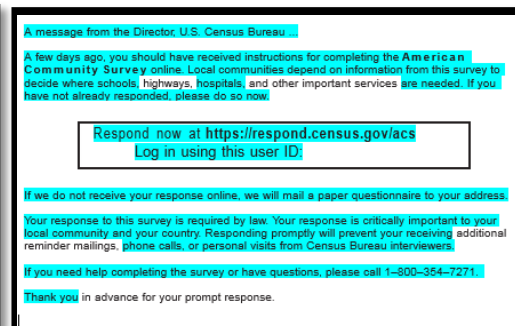 A message from the Director, U.S. Census Bureau ...
A few days ago, you should have received instructions for completing the American
Community Survey online. Local communities depend on information from this survey to
decide where schools, highways, hospitals, and other important services are needed. If you
have not already responded, please do so now.
Respond now at https://respond.census.gov/acs
Log in using this user ID:
If we do not receive your response online, we will mail a paper questionnaire to your address.
Your response to this survey is required by law. Your response is critically important to your
local community and your country. Responding promptly will prevent your receiving additional
reminder mailings, phone calls, or personal visits from Census Bureau interviewers.
If you need help completing the survey or have questions, please call 1–800–354–7271.
Thank you in advance for your prompt response.